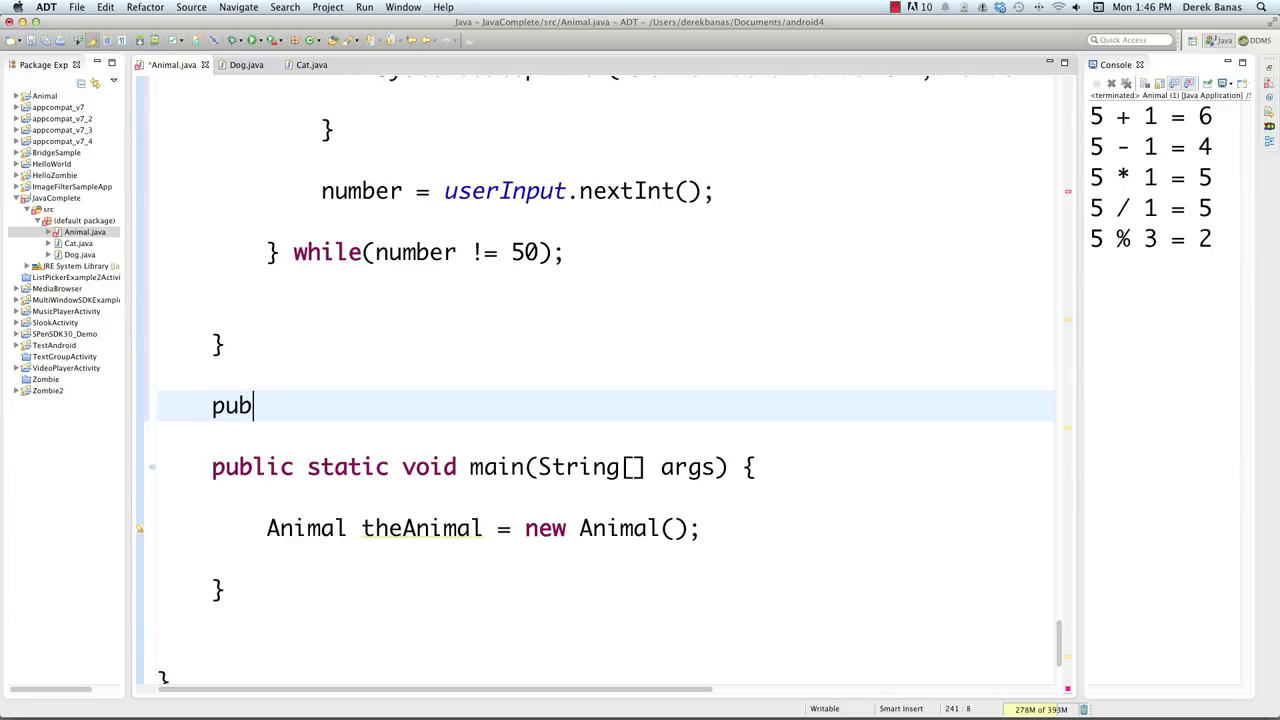 ADT File Edit Refactor Source Navigate Search Project Run Window Help 10 Mon 1:46 PM Derek Banas
Java – JavaComplete/src/Animal.java – ADT – /Users/derekbanas/Documents/android4
Quick Access Java DDMS
Package Exp
*Animal.java Dog.java Cat.java
Console
<terminated> Animal (1) [Java Application] /S
Animal
appcompat_v7
appcompat_v7_2
appcompat_v7_3
appcompat_v7_4
BridgeSample
HelloWorld
HelloZombie
ImageFilterSampleApp
JavaComplete
src
(default package)
Animal.java
Cat.java
Dog.java
JRE System Library [Ja
ListPickerExample2Activi
MediaBrowser
MultiWindowSDKExample
MusicPlayerActivity
SlookActivity
SPenSDK30_Demo
TestAndroid
TextGroupActivity
VideoPlayerActivity
Zombie
Zombie2
}
number = userInput.nextInt();
} while(number != 50);
}
pub
public static void main(String[] args) {
Animal theAnimal = new Animal();
}
}
5 + 1 = 6
5 - 1 = 4
5 * 1 = 5
5 / 1 = 5
5 % 3 = 2
Writable Smart Insert 241 : 8 278M of 393M